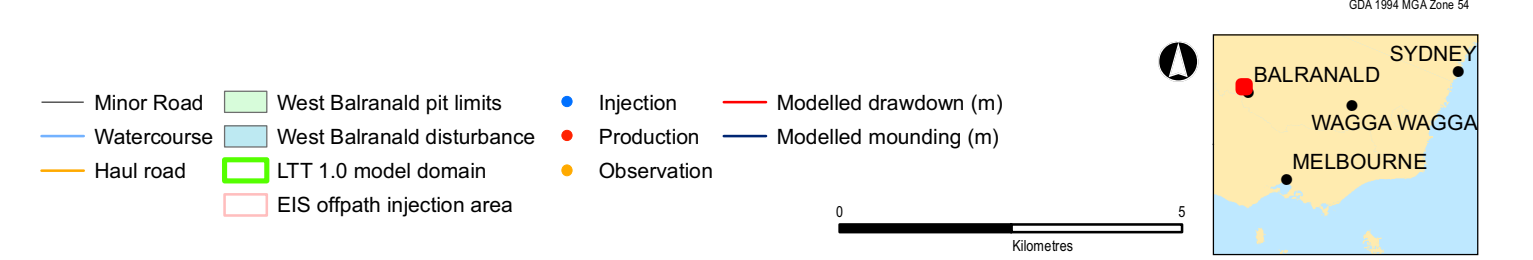 GDA 1994 MGA Zone 54
Minor Road
Watercourse
Haul road
West Balranald pit limits
West Balranald disturbance
LTT 1.0 model domain
EIS offpath injection area
Injection
Production
Observation
Modelled drawdown (m)
Modelled mounding (m)
0 5
Kilometres
SYDNEY
BALRANALD
WAGGA WAGGA
MELBOURNE